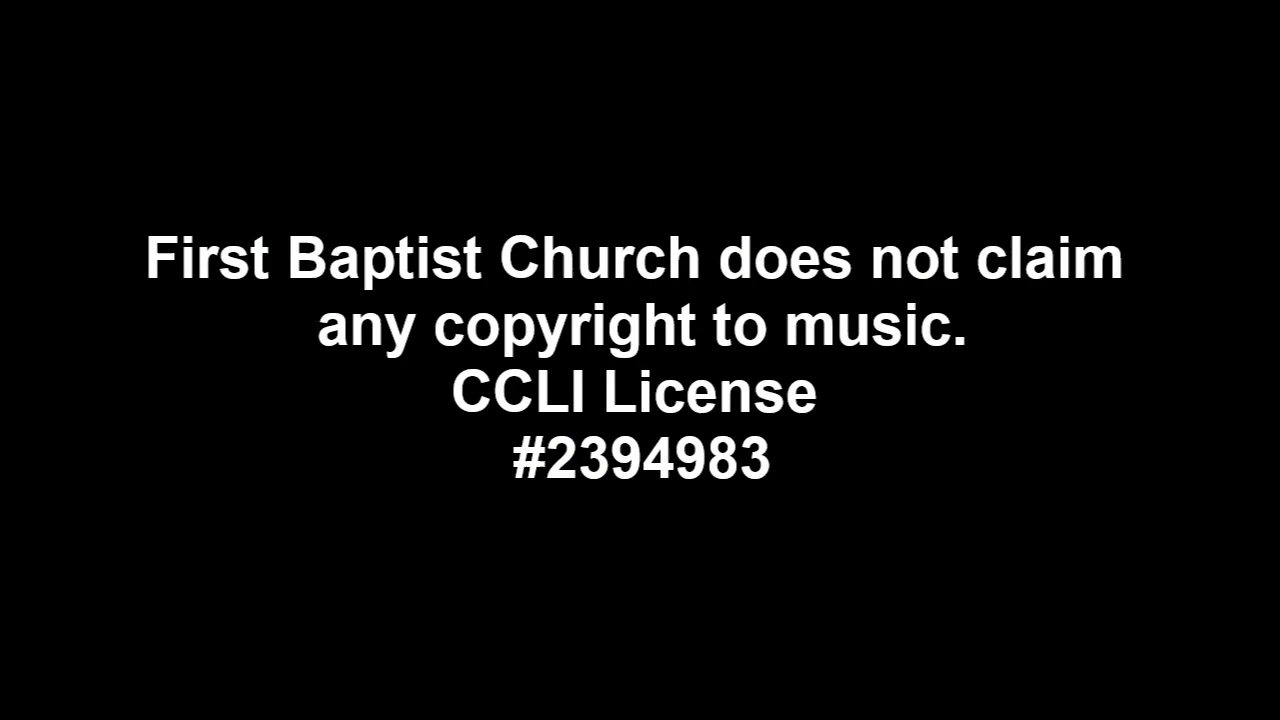 First Baptist Church does not claim
any copyright to music.
CCLI License
#2394983